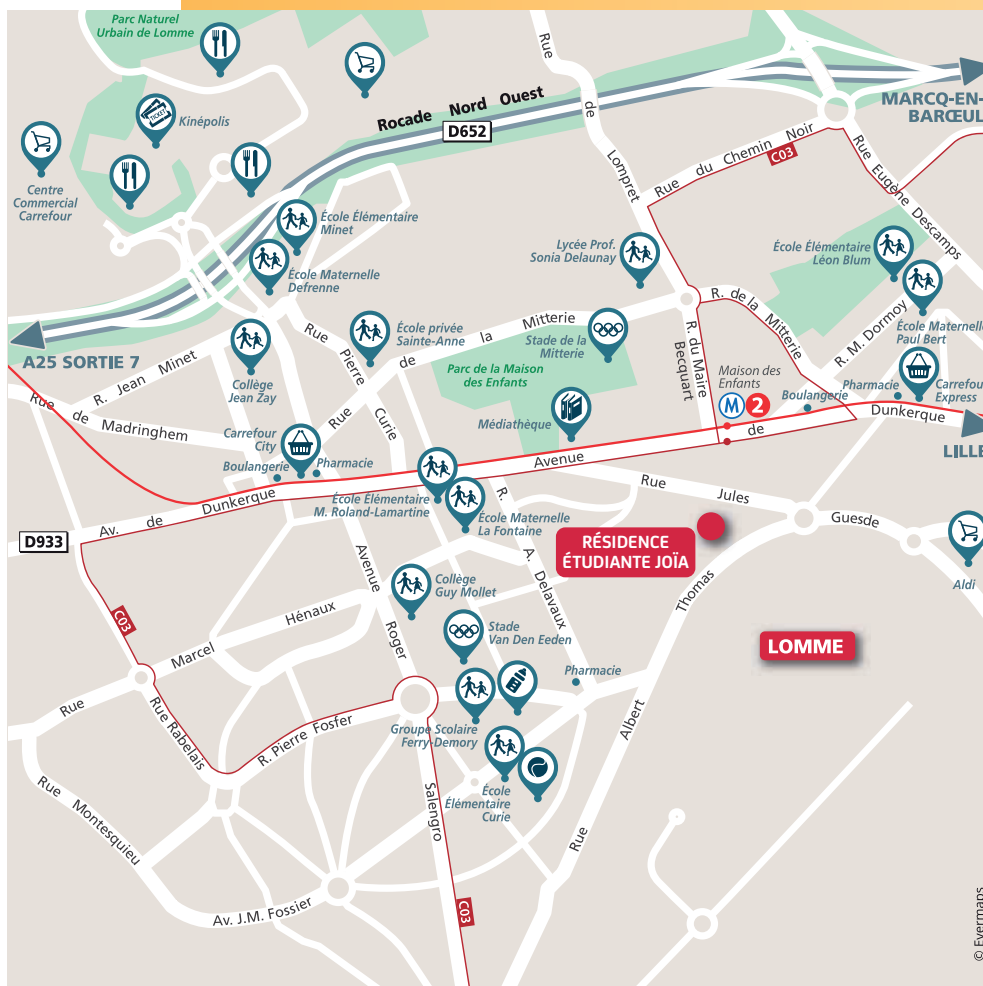 Parc Naturel
Urbain de Lomme
Kinépolis
TICKET
Centre
Commercial
Carrefour
Rocade Nord Ouest
D652
Rue de Lompret
MARCQ-EN-
BARŒUL
Rue du Chemin Noir
C03
Rue Eugène Descamps
École Élémentaire
Minet
École Maternelle
Defrenne
Lycée Prof.
Sonia Delaunay
École Élémentaire
Léon Blum
A25 SORTIE 7
R. Jean Minet
Collège
Jean Zay
Rue Pierre Curie
École privée
Sainte-Anne
Rue de la Mitterie
Stade de la
Mitterie
R. de la Mitterie
R. M. Dormoy
École Maternelle
Paul Bert
Parc de la Maison
des Enfants
R. du Maire
Becquart
Maison des
Enfants
M 2
Boulangerie
Pharmacie
Carrefour
Express
Rue de Madringhem
Carrefour
City
Boulangerie
Pharmacie
Médiathèque
Av. de Dunkerque
Avenue de Dunkerque
LILLE
D933
École Élémentaire
M. Roland-Lamartine
École Maternelle
La Fontaine
R. A. Delavaux
Rue Jules Guesde
RÉSIDENCE
ÉTUDIANTE JOÏA
Aldi
C03
Avenue Roger Salengro
Collège
Guy Mollet
Rue Marcel Hénaux
Stade
Van Den Eeden
Rue Albert Thomas
LOMME
Pharmacie
Rue Rabelais
R. Pierre Fosfer
Groupe Scolaire
Ferry-Demory
École
Élémentaire
Curie
Rue Montesquieu
Av. J.M. Fossier
C03
© Evermaps